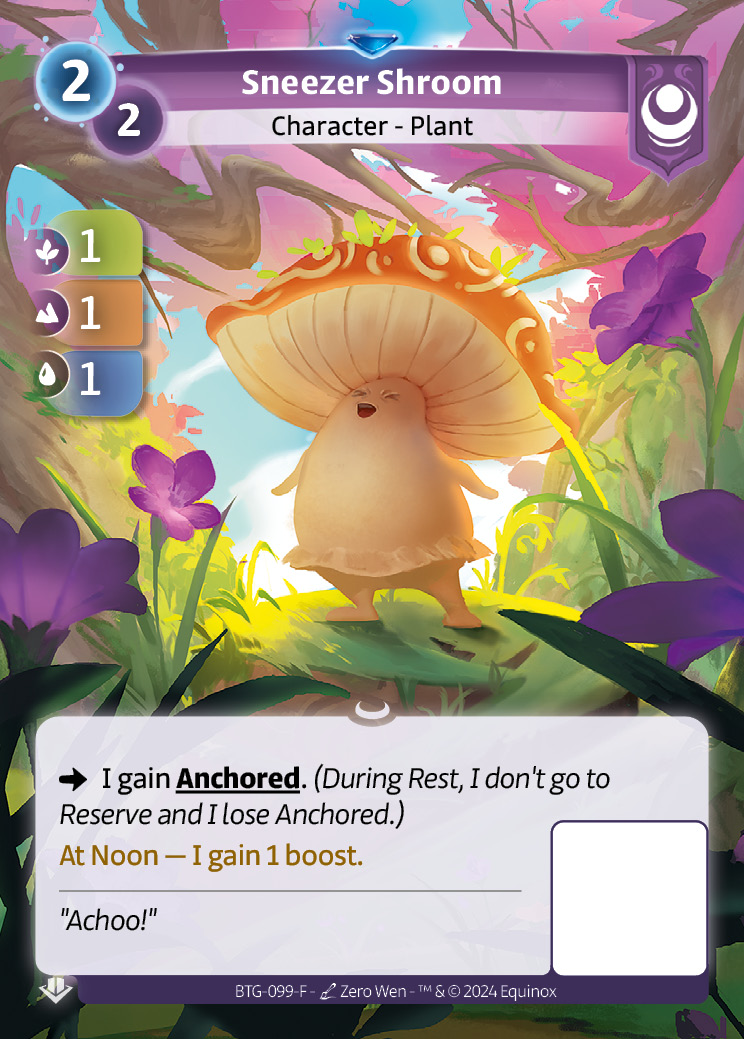 2
Sneezer Shroom
2
Character - Plant
1
1
1
I gain Anchored. (During Rest, I don't go to
Reserve and I lose Anchored.)
At Noon — I gain 1 boost.
"Achoo!"
BTG-099-F - Zero Wen - ™ & © 2024 Equinox